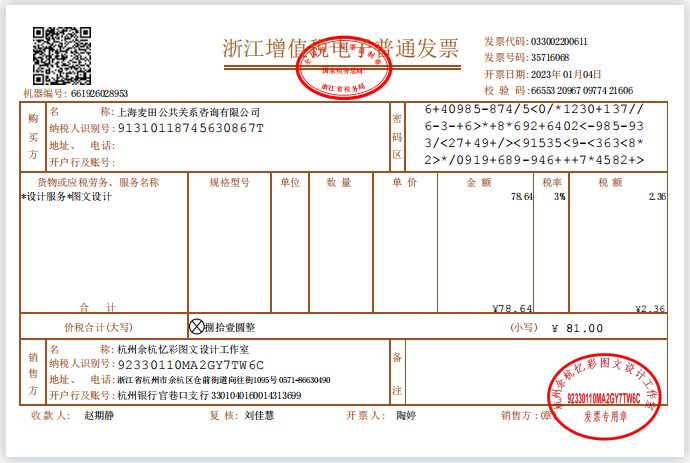 浙江增值税电子普通发票
全国统一发票监制章
国家税务总局
浙江省税务局
发票代码:033002200611
发票号码:35716068
开票日期:2023年01月04日
校 验 码:66553 20967 09774 21606
机器编号:661926028953
购买方
名 称:上海麦田公共关系咨询有限公司
纳税人识别号:91310118745630867T
地址、 电话:
开户行及账号:
密码区
6+40985-874/5<0/*1230+137//
6-3-+6>*+8*692+6402<-985-93
3/<27+49+/><91535<9-<363<8*
2>*/0919+689-946+++7*4582+>
货物或应税劳务、服务名称 规格型号 单位 数 量 单 价 金 额 税率 税 额
*设计服务*图文设计 78.64 3% 2.36
合 计 ¥78.64 ¥2.36
价税合计(大写) 捌拾壹圆整 (小写) ¥ 81.00
销售方
名 称:杭州余杭忆彩图文设计工作室
纳税人识别号:92330110MA2GY7TW6C
地址、 电话:浙江省杭州市余杭区仓前街道向往街1095号 0571-86630490
开户行及账号:杭州银行官巷口支行 3301040160014313699
备注
收 款 人: 赵期静 复 核: 刘佳慧 开 票 人: 陶婷 销 售 方:(章)
杭州余杭忆彩图文设计工作室
92330110MA2GY7TW6C
发票专用章